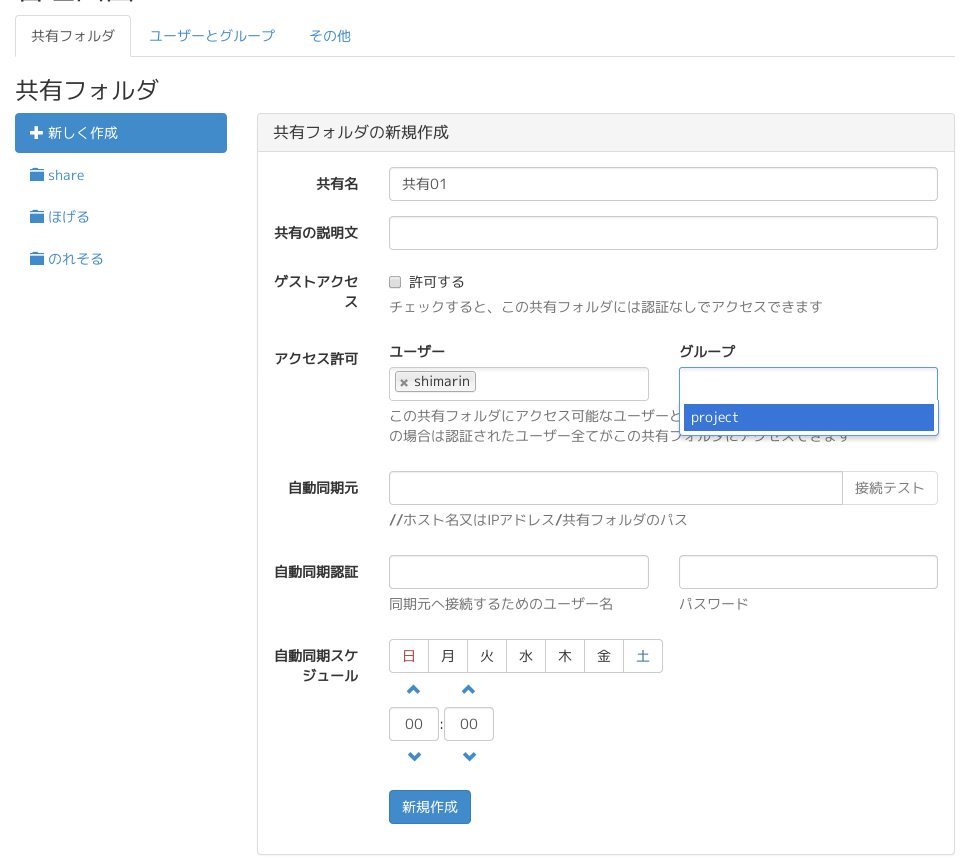 共有フォルダ ユーザーとグループ その他
共有フォルダ
新しく作成
share
ほげる
のれそる
共有フォルダの新規作成
共有名 共有01
共有の説明文
ゲストアクセ
ス
許可する
チェックすると、この共有フォルダには認証なしでアクセスできます
アクセス許可
ユーザー グループ
× shimarin
project
この共有フォルダにアクセス可能なユーザーと
の場合は認証されたユーザー全てがこの共有フォルダにアクセスできます
自動同期元 接続テスト
//ホスト名又はIPアドレス/共有フォルダのパス
自動同期認証
同期元へ接続するためのユーザー名 パスワード
自動同期スケ
ジュール
日 月 火 水 木 金 土
00 : 00
新規作成